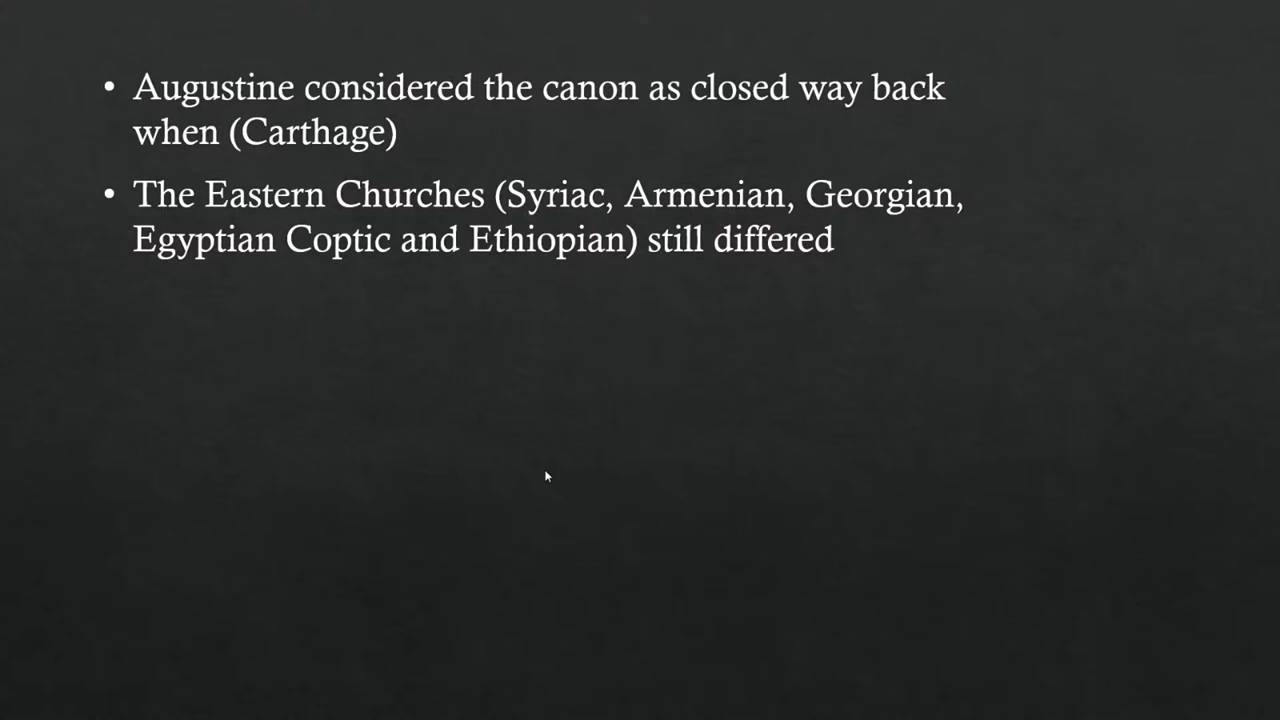 • Augustine considered the canon as closed way back
when (Carthage)
• The Eastern Churches (Syriac, Armenian, Georgian,
Egyptian Coptic and Ethiopian) still differed